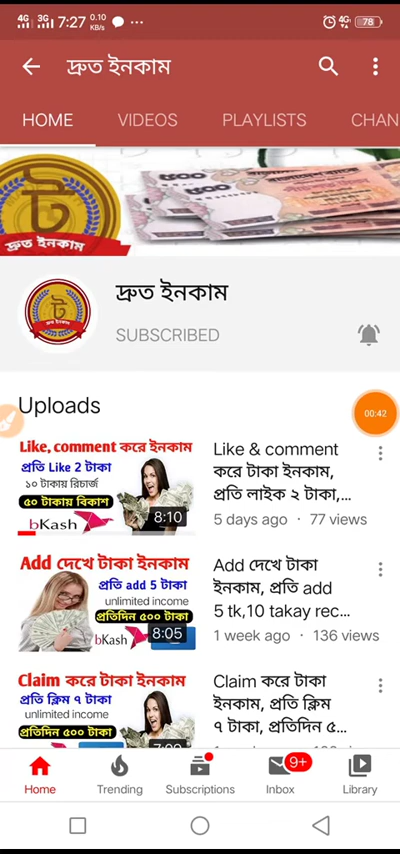 4G 3G 7:27 0.10 KB/s 4G 78
দ্রুত ইনকাম
HOME VIDEOS PLAYLISTS CHAN
ট
দ্রুত ইনকাম
৫০০
দ্রুত ইনকাম
SUBSCRIBED
Uploads
00:42
Like, comment করে ইনকাম
প্রতি Like 2 টাকা
১০ টাকায় রিচার্জ
৫০ টাকায় বিকাশ
bKash
8:10
Like & comment
করে টাকা ইনকাম,
প্রতি লাইক ২ টাকা,...
5 days ago · 77 views
Add দেখে টাকা ইনকাম
প্রতি add 5 টাকা
unlimited income
প্রতিদিন ৫০০ টাকা
bKash
8:05
Add দেখে টাকা
ইনকাম, প্রতি add
5 tk,10 takay rec...
1 week ago · 136 views
Claim করে টাকা ইনকাম
প্রতি ক্লিম ৭ টাকা
unlimited income
প্রতিদিন ৫০০ টাকা
Claim করে টাকা
ইনকাম, প্রতি ক্লিম
৭ টাকা, প্রতিদিন ৫...
9+
Home Trending Subscriptions Inbox Library